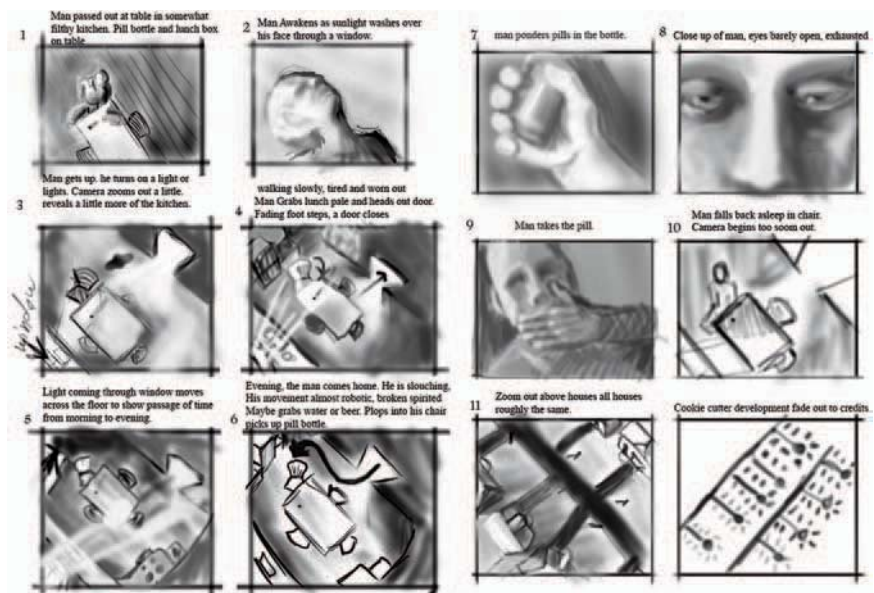 1
Man passed out at table in somewhat
filthy kitchen. Pill bottle and lunch box
on table
2
Man Awakens as sunlight washes over
his face through a window.
3
Man gets up. he turns on a light or
lights. Camera zooms out a little.
reveals a little more of the kitchen.
4
walking slowly, tired and worn out
Man Grabs lunch pale and heads out door.
Fading foot steps, a door closes
5
Light coming through window moves
across the floor to show passage of time
from morning to evening.
6
Evening, the man comes home. He is slouching,
His movement almost robotic, broken spirited
Maybe grabs water or beer. Plops into his chair
picks up pill bottle.
7
man ponders pills in the bottle.
8
Close up of man, eyes barely open, exhausted
9
Man takes the pill.
10
Man falls back asleep in chair.
Camera begins too soom out.
11
Zoom out above houses all houses
roughly the same.
Cookie cutter development fade out to credits